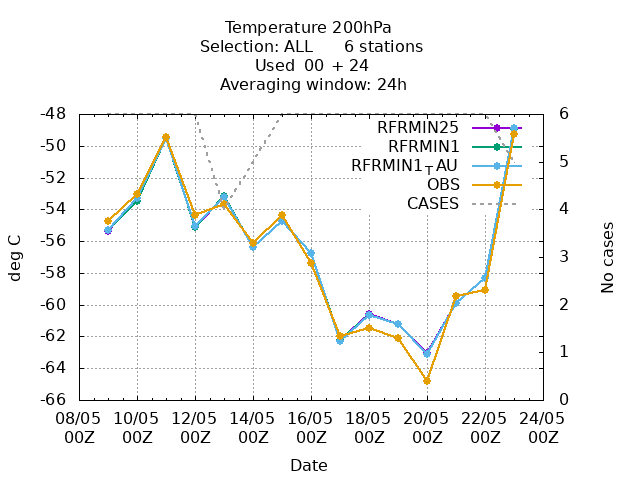 Temperature 200hPa
Selection: ALL      6 stations
Used  00 + 24
Averaging window: 24h
-48
-50
-52
-54
-56
-58
-60
-62
-64
-66
deg C
6
5
4
3
2
1
0
No cases
RFRMIN25
RFRMIN1
RFRMIN1TAU
OBS
CASES
08/05 10/05 12/05 14/05 16/05 18/05 20/05 22/05 24/05
00Z 00Z 00Z 00Z 00Z 00Z 00Z 00Z 00Z
Date